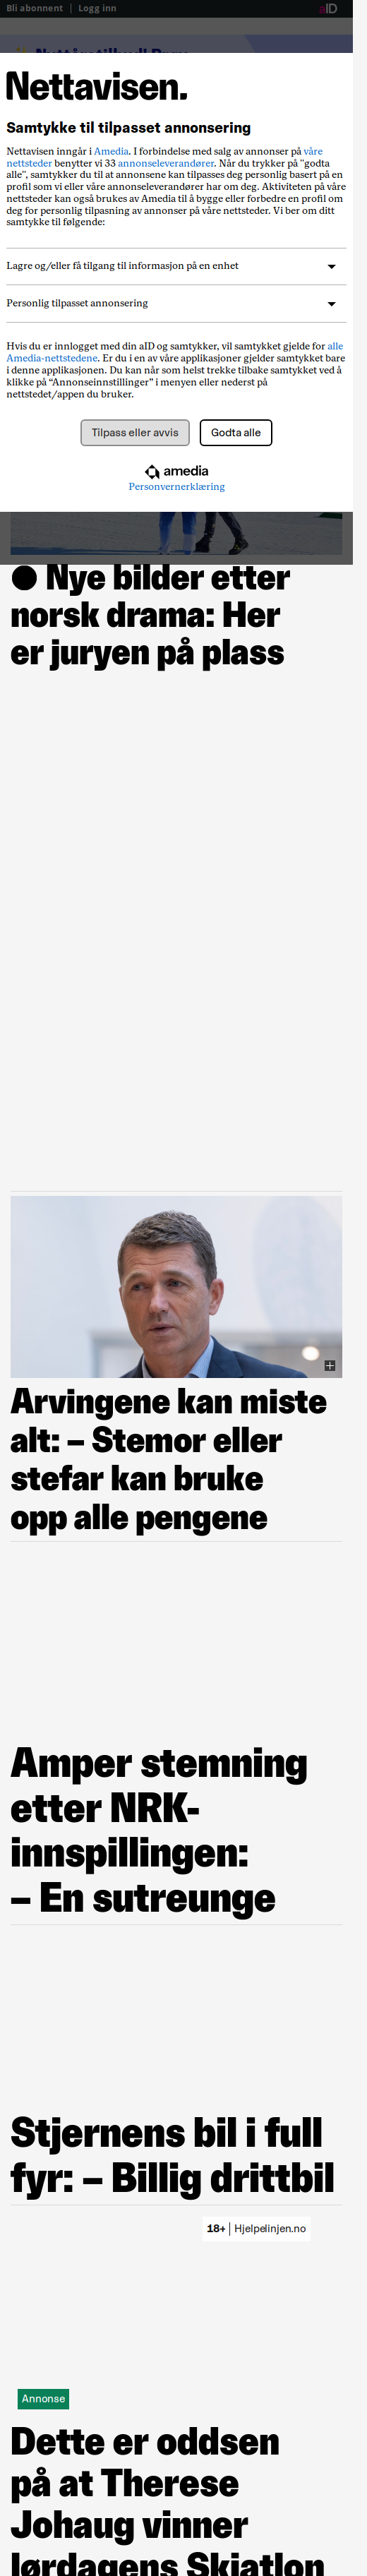 Bli abonnent | Logg inn
aID
Nettavisen.
Samtykke til tilpasset annonsering
Nettavisen inngår i Amedia. I forbindelse med salg av annonser på våre
nettsteder benytter vi 33 annonseleverandører. Når du trykker på "godta
alle", samtykker du til at annonsene kan tilpasses deg personlig basert på en
profil som vi eller våre annonseleverandører har om deg. Aktiviteten på våre
nettsteder kan også brukes av Amedia til å bygge eller forbedre en profil om
deg for personlig tilpasning av annonser på våre nettsteder. Vi ber om ditt
samtykke til følgende:
Lagre og/eller få tilgang til informasjon på en enhet
Personlig tilpasset annonsering
Hvis du er innlogget med din aID og samtykker, vil samtykket gjelde for alle
Amedia-nettstedene. Er du i en av våre applikasjoner gjelder samtykket bare
i denne applikasjonen. Du kan når som helst trekke tilbake samtykket ved å
klikke på “Annonseinnstillinger” i menyen eller nederst på
nettstedet/appen du bruker.
Tilpass eller avvis
Godta alle
amedia
Personvernerklæring
Nye bilder etter
norsk drama: Her
er juryen på plass
Arvingene kan miste
alt: – Stemor eller
stefar kan bruke
opp alle pengene
Amper stemning
etter NRK-
innspillingen:
– En sutreunge
Stjernens bil i full
fyr: – Billig drittbil
18+ | Hjelpelinjen.no
Annonse
Dette er oddsen
på at Therese
Johaug vinner
lørdagens Skiatlon